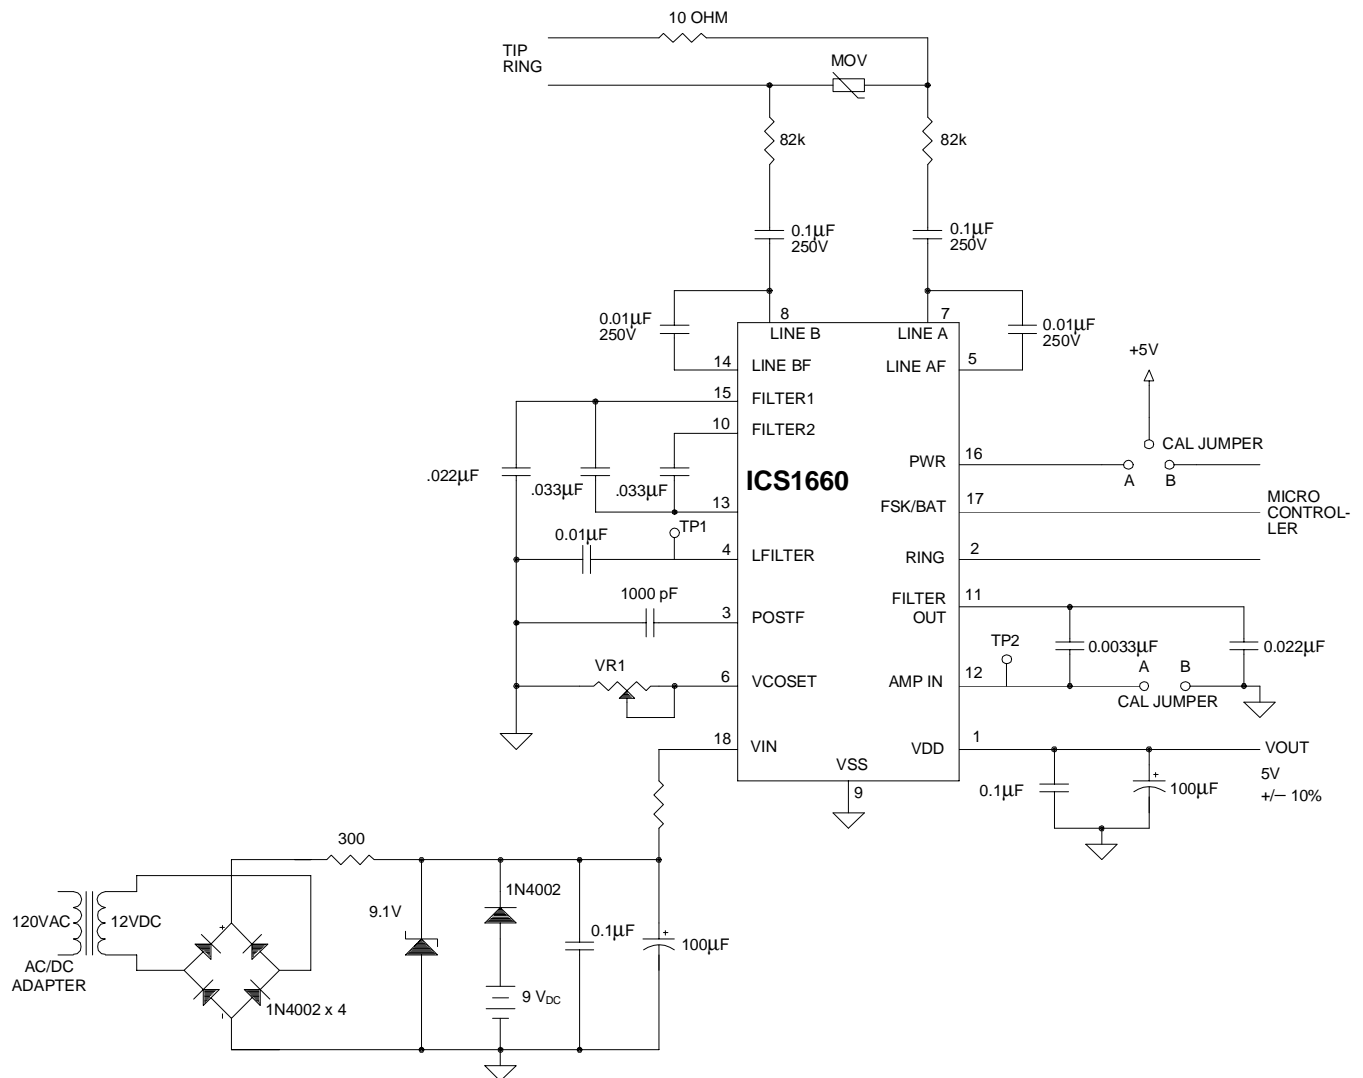 10 OHM
TIP
RING
MOV
82k
82k
0.1µF
250V
0.1µF
250V
0.01µF
250V
8
LINE B
7
LINE A
0.01µF
250V
14
LINE BF
LINE AF
5
+5V
15
FILTER1
10
FILTER2
CAL JUMPER
PWR
16
A
B
.022µF
.033µF
.033µF
ICS1660
13
FSK/BAT
17
MICRO
CONTROL-
LER
TP1
0.01µF
4
LFILTER
RING
2
1000 pF
3
POSTF
FILTER
OUT
11
TP2
0.0033µF
0.022µF
VR1
6
VCOSET
AMP IN
12
A
B
CAL JUMPER
18
VIN
VDD
1
VOUT
5V
+/– 10%
VSS
9
0.1µF
+
100µF
300
120VAC
12VDC
AC/DC
ADAPTER
+
-
1N4002 x 4
9.1V
1N4002
9 VDC
0.1µF
+
100µF